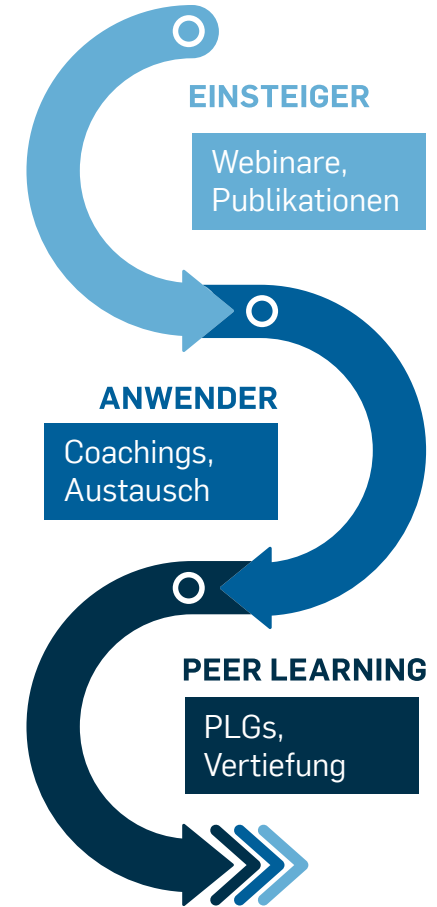 EINSTEIGER
Webinare,
Publikationen
ANWENDER
Coachings,
Austausch
PEER LEARNING
PLGs,
Vertiefung